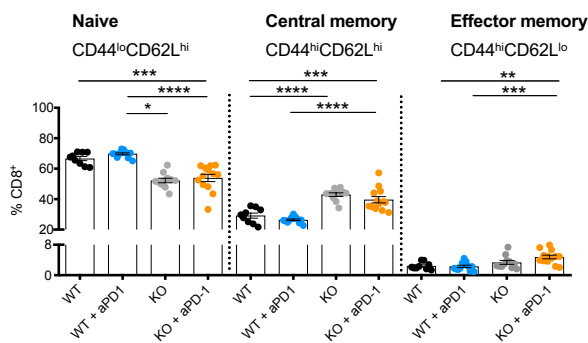 Naive Central memory Effector memory
CD44loCD62Lhi CD44hiCD62Lhi CD44hiCD62Llo
*** *** **
**** **** ***
* ****
% CD8+
100
80
60
40
20
8
0
WT WT + aPD1 KO KO + aPD-1 WT WT + aPD1 KO KO + aPD-1 WT WT + aPD1 KO KO + aPD-1